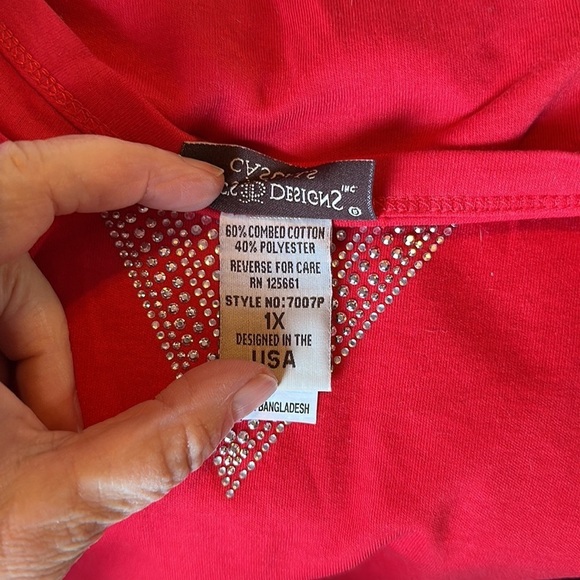 DESIGNS INC
®
60% COMBED COTTON
40% POLYESTER
REVERSE FOR CARE
RN 125661
STYLE NO:7007P
1X
DESIGNED IN THE
USA
BANGLADESH